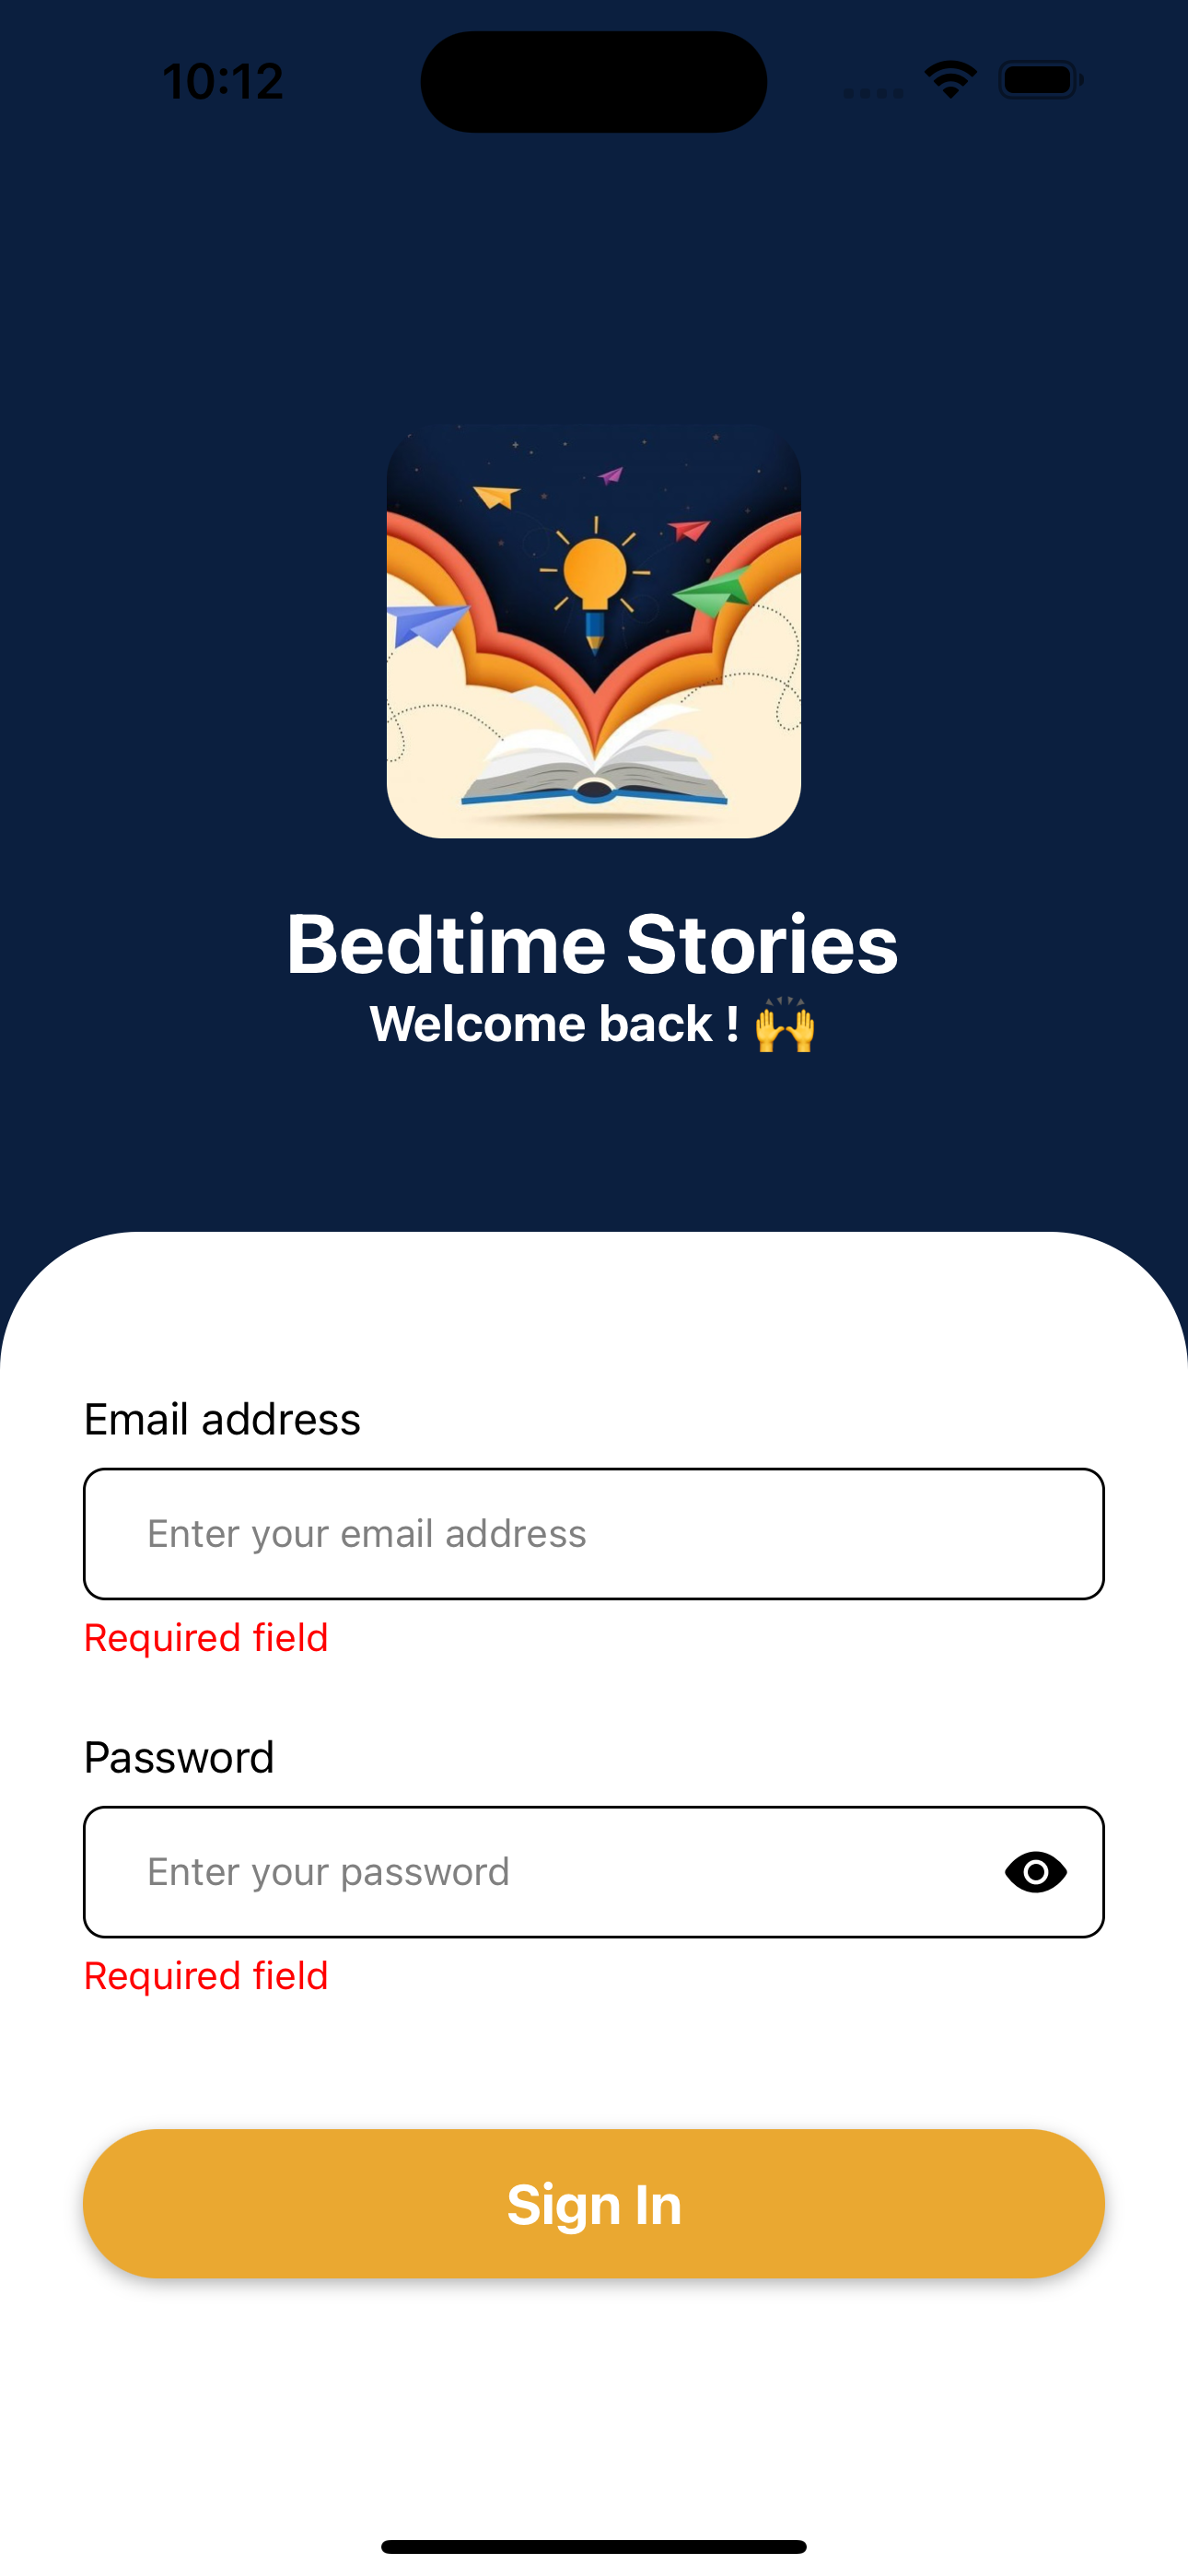 10:12
Bedtime Stories
Welcome back ! 🙌
Email address
Enter your email address
Required field
Password
Enter your password
Required field
Sign In